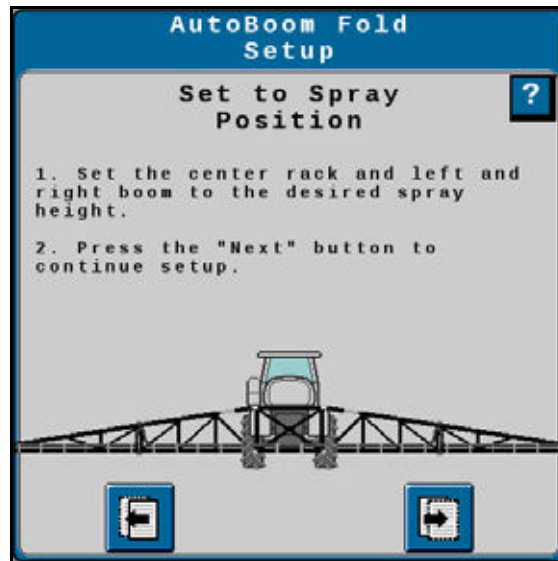 AutoBoom Fold
Setup
Set to Spray
Position
?
1. Set the center rack and left and
right boom to the desired spray
height.
2. Press the "Next" button to
continue setup.